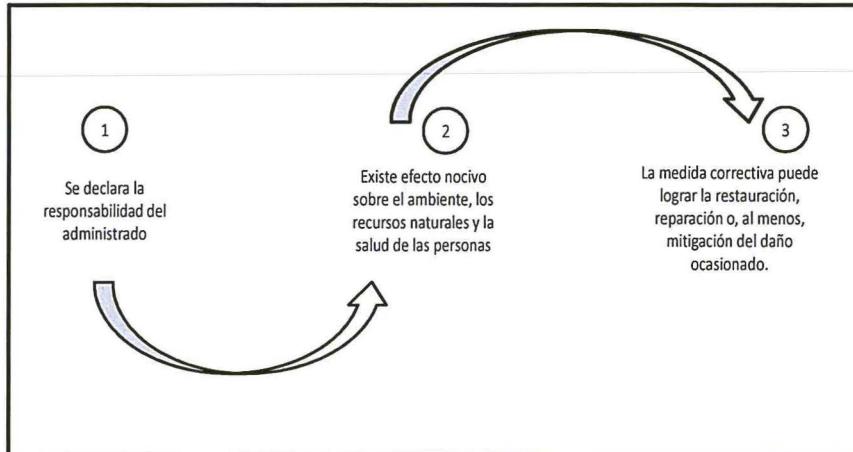 1
Se declara la
responsabilidad del
administrado
2
Existe efecto nocivo
sobre el ambiente, los
recursos naturales y la
salud de las personas
3
La medida correctiva puede
lograr la restauración,
reparación o, al menos,
mitigación del daño
ocasionado.